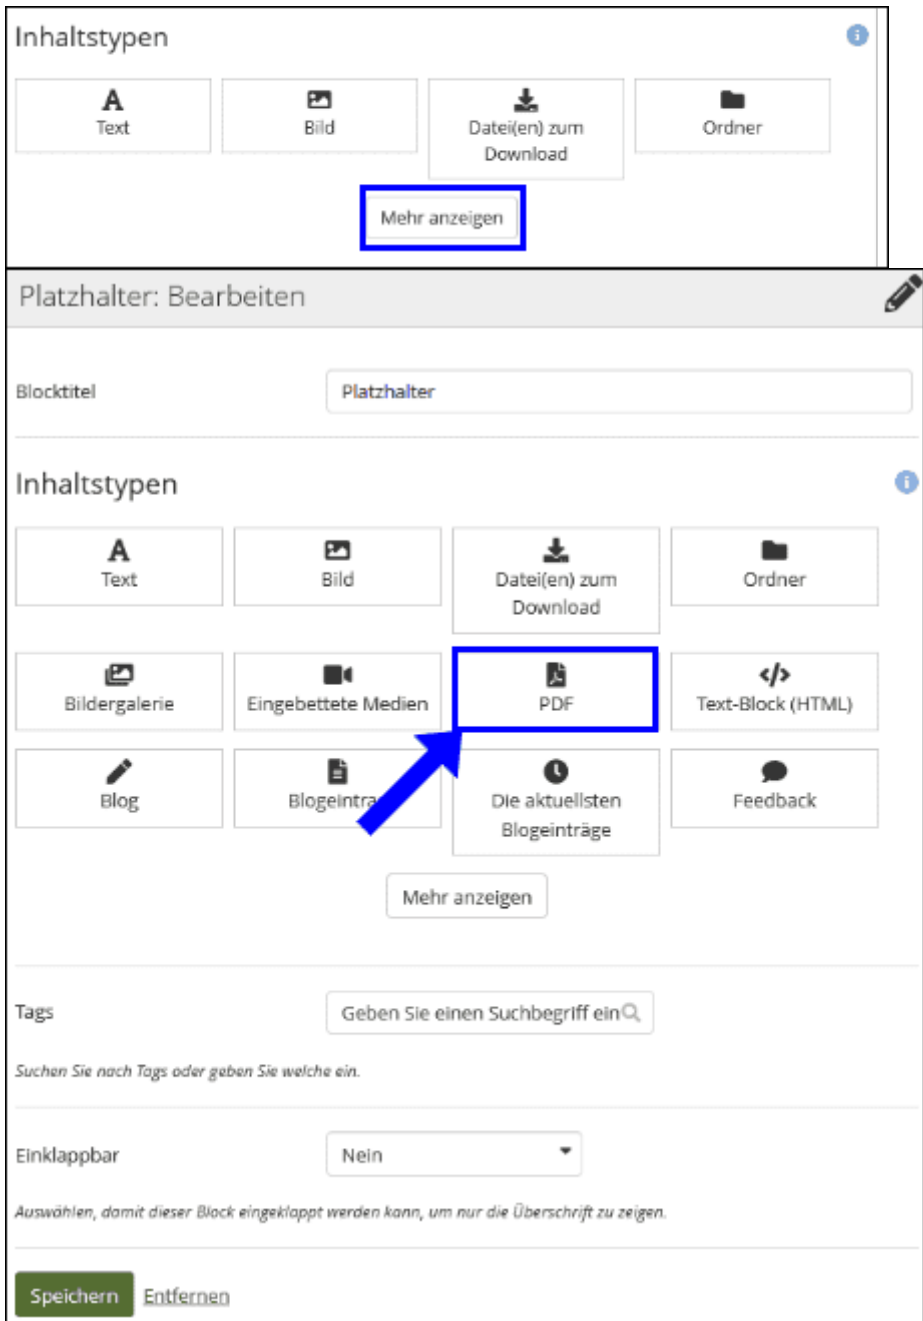 Inhaltstypen
Text
Bild
Datei(en) zum
Download
Ordner
Mehr anzeigen
Platzhalter: Bearbeiten
Blocktitel
Platzhalter
Inhaltstypen
Text
Bild
Datei(en) zum
Download
Ordner
Bildergalerie
Eingebettete Medien
PDF
Text-Block (HTML)
Blog
Die aktuellsten
Blogeinträge
Feedback
Mehr anzeigen
Tags
Geben Sie einen Suchbegriff ein
Suchen Sie nach Tags oder geben Sie welche ein.
Einklappbar
Nein
Auswählen, damit dieser Block eingeklappt werden kann, um nur die Überschrift zu zeigen.
Speichern
Entfernen